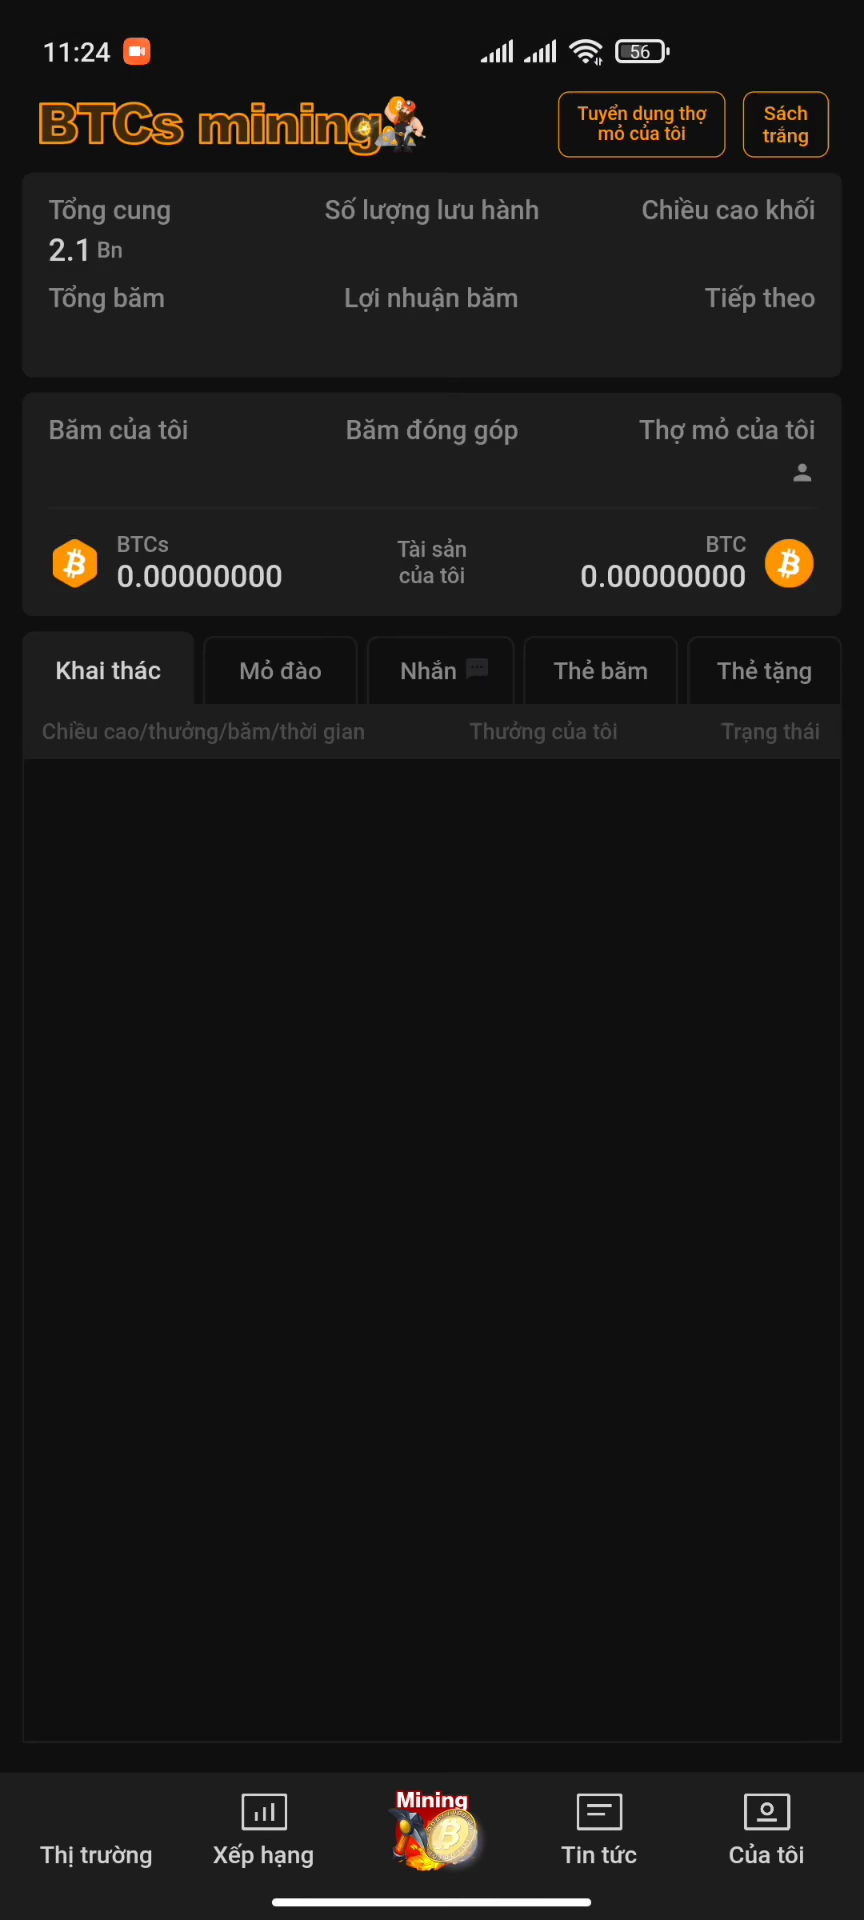 11:24
56
BTCs mining
Tuyển dụng thợ
mỏ của tôi
Sách
trắng
Tổng cung
Số lượng lưu hành
Chiều cao khối
2.1 Bn
Tổng băm
Lợi nhuận băm
Tiếp theo
Băm của tôi
Băm đóng góp
Thợ mỏ của tôi
BTCs
0.00000000
Tài sản
của tôi
BTC
0.00000000
Khai thác
Mỏ đào
Nhắn
Thẻ băm
Thẻ tặng
Chiều cao/thưởng/băm/thời gian
Thưởng của tôi
Trạng thái
Mining
Thị trường
Xếp hạng
Tin tức
Của tôi